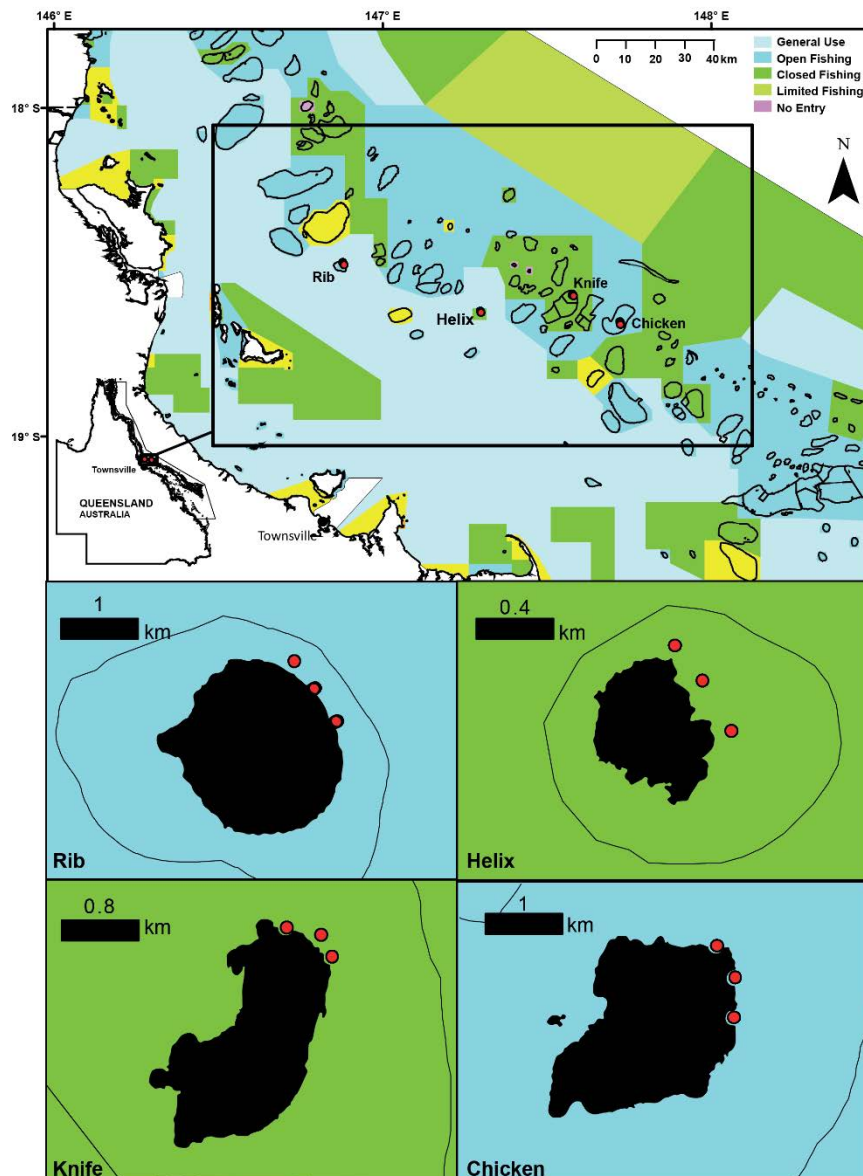 146° E
147° E
148° E
General Use
Open Fishing
Closed Fishing
Limited Fishing
No Entry
0 10 20 30 40 km
18° S
N
Rib
Knife
Helix
Chicken
19° S
Townsville
QUEENSLAND
AUSTRALIA
Townsville
1
km
Rib
0.4
km
Helix
0.8
km
Knife
1
km
Chicken